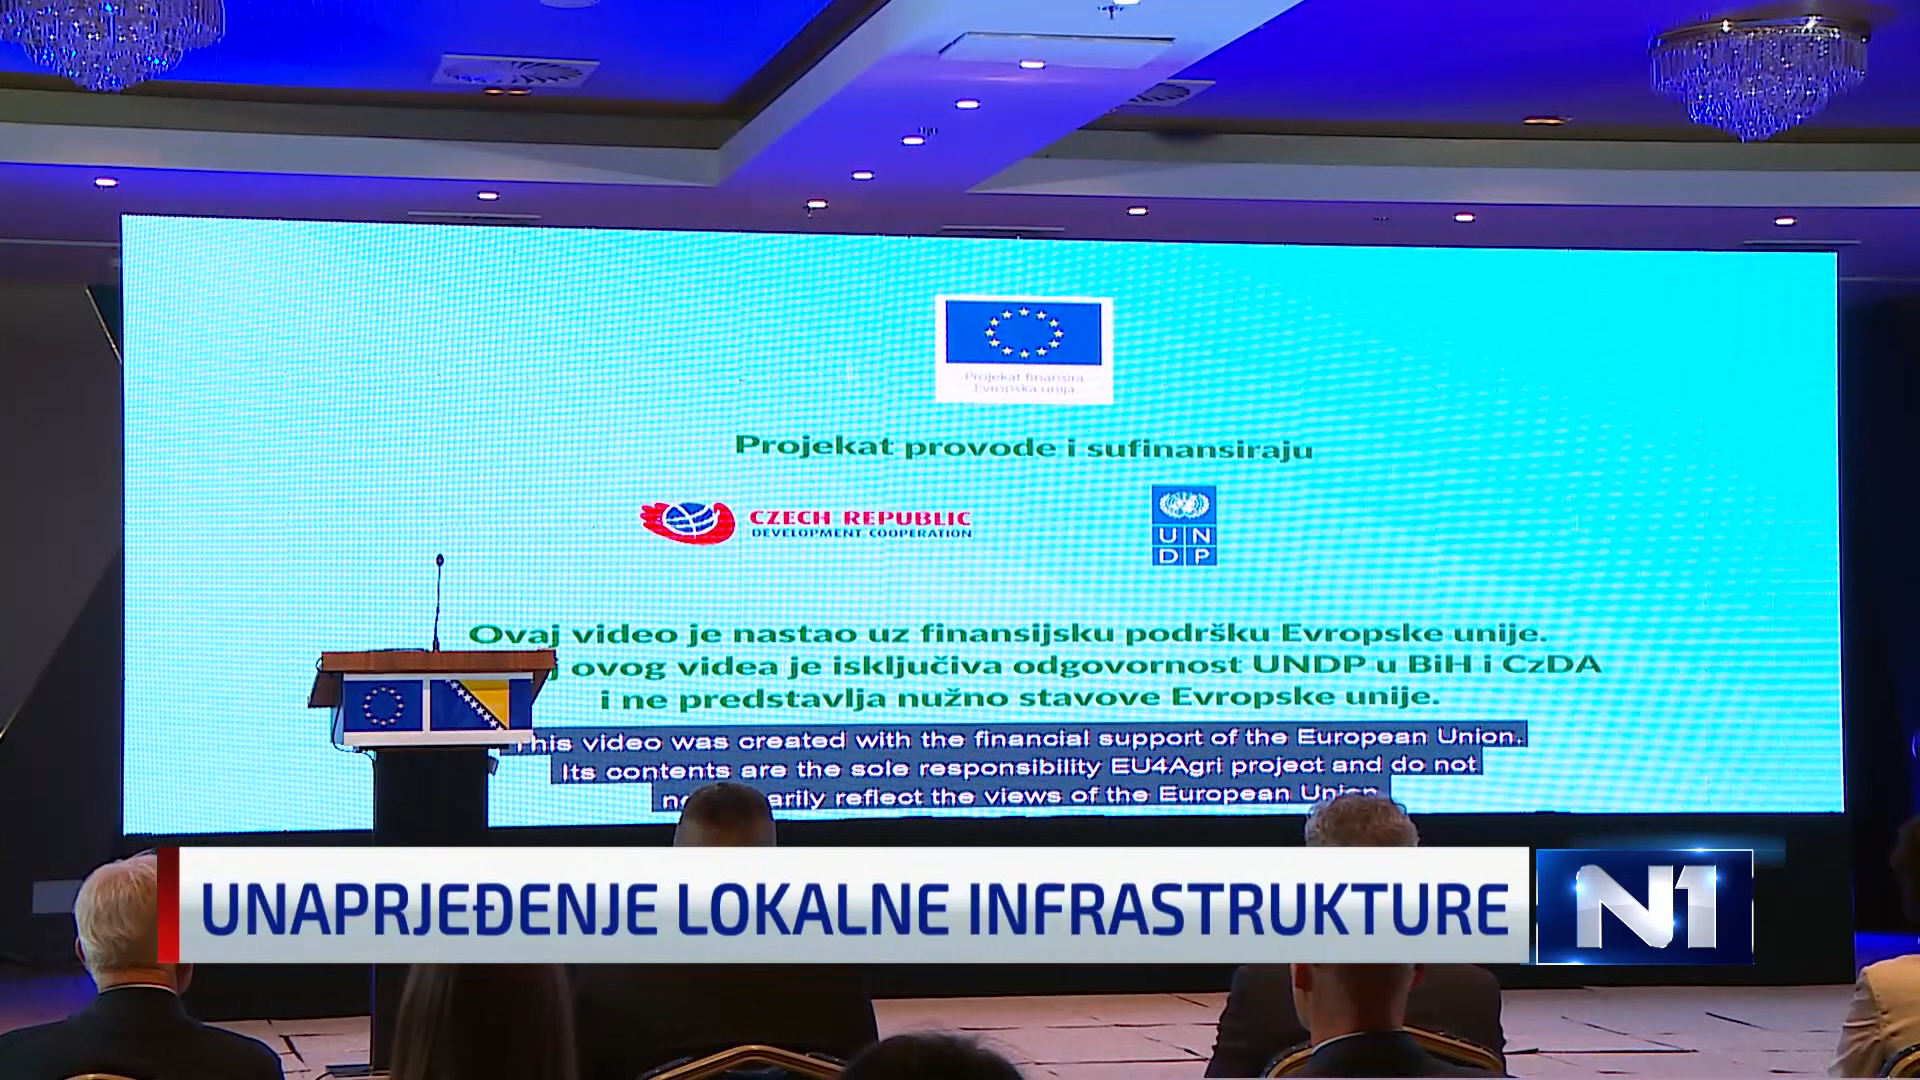 Projekat finansira
Evropska unija.
Projekat provode i sufinansiraju
CZECH REPUBLIC
DEVELOPMENT COOPERATION
UN
DP
Ovaj video je nastao uz finansijsku podršku Evropske unije.
ovog videa je isključiva odgovornost UNDP u BiH i CzDA
i ne predstavlja nužno stavove Evropske unije.
This video was created with the financial support of the European Union.
Its contents are the sole responsibility EU4Agri project and do not
reflect the views of the European Union
UNAPRJEĐENJE LOKALNE INFRASTRUKTURE
N1